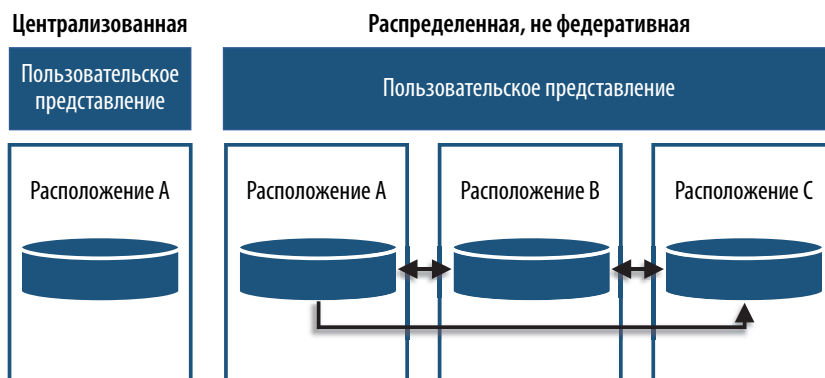 Централизованная
Распределенная, не федеративная
Пользовательское
представление
Пользовательское представление
Расположение A
Расположение A
Расположение B
Расположение C